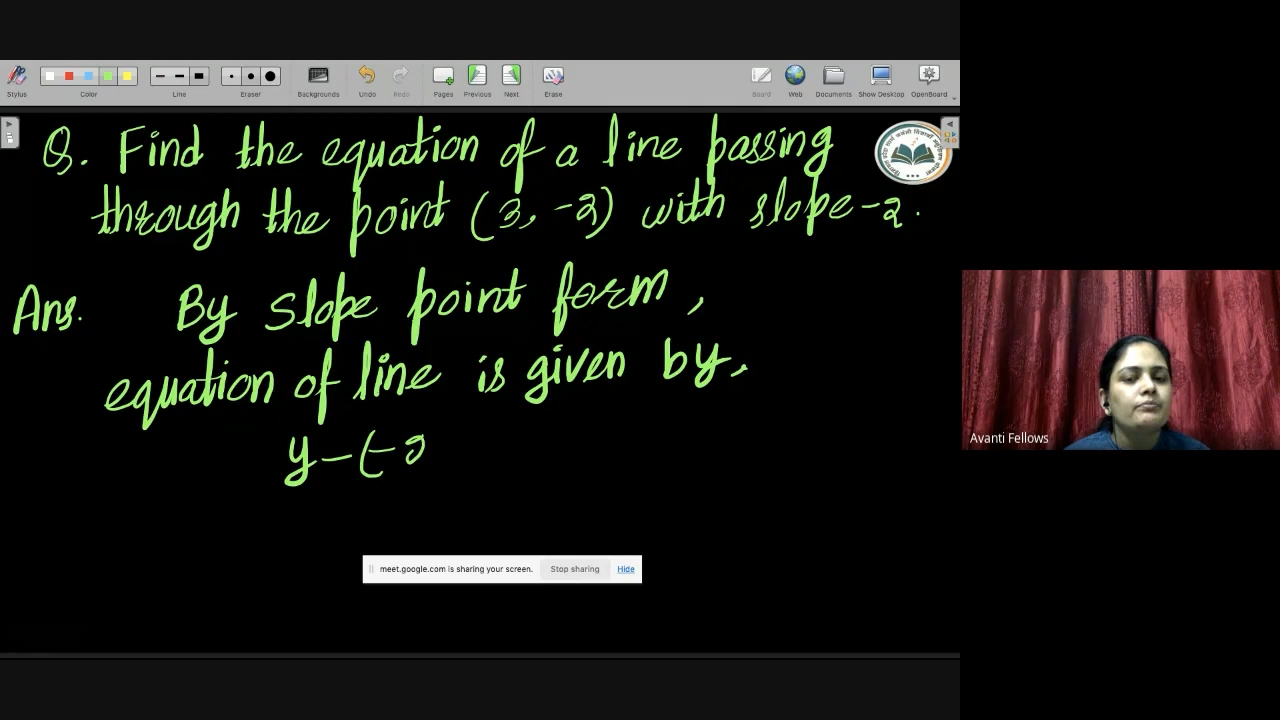 Stylus Color Line Eraser Backgrounds Undo Redo Pages Previous Next Erase Board Web Documents Show Desktop OpenBoard
Q. Find the equation of a line passing
through the point (3, -2) with slope -2.
Ans. By slope point form,
equation of line is given by,
y-(-2
Avanti Fellows
meet.google.com is sharing your screen. Stop sharing Hide